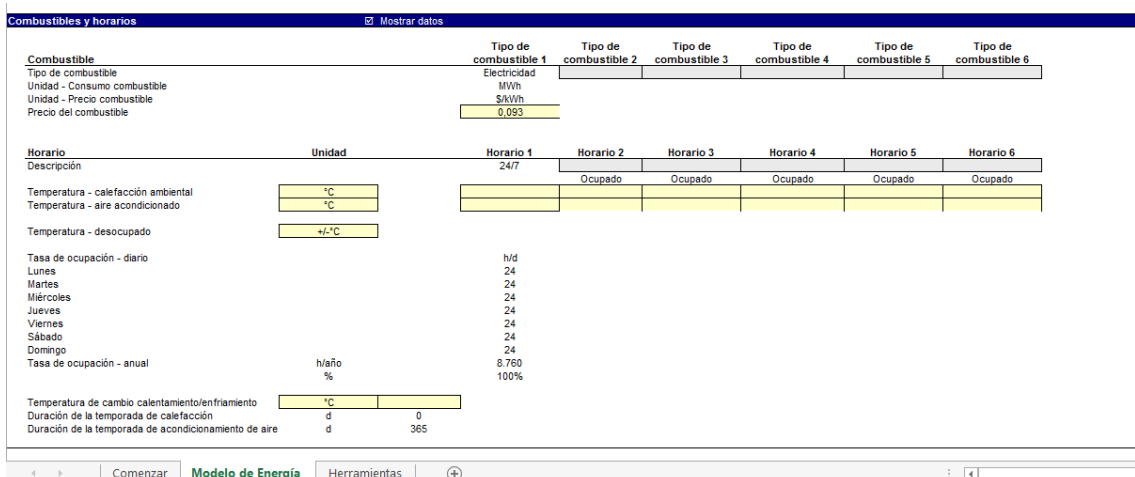 Combustibles y horarios ☑ Mostrar datos
Tipo de Tipo de Tipo de Tipo de Tipo de Tipo de
Combustible combustible 1 combustible 2 combustible 3 combustible 4 combustible 5 combustible 6
Tipo de combustible Electricidad
Unidad - Consumo combustible MWh
Unidad - Precio combustible $/kWh
Precio del combustible 0,093
Horario Unidad Horario 1 Horario 2 Horario 3 Horario 4 Horario 5 Horario 6
Descripción 24/7
Ocupado Ocupado Ocupado Ocupado Ocupado
Temperatura - calefacción ambiental °C
Temperatura - aire acondicionado °C
Temperatura - desocupado +/-°C
Tasa de ocupación - diario h/d
Lunes 24
Martes 24
Miércoles 24
Jueves 24
Viernes 24
Sábado 24
Domingo 24
Tasa de ocupación - anual h/año 8.760
% 100%
Temperatura de cambio calentamiento/enfriamiento °C
Duración de la temporada de calefacción d 0
Duración de la temporada de acondicionamiento de aire d 365
Comenzar Modelo de Energía Herramientas